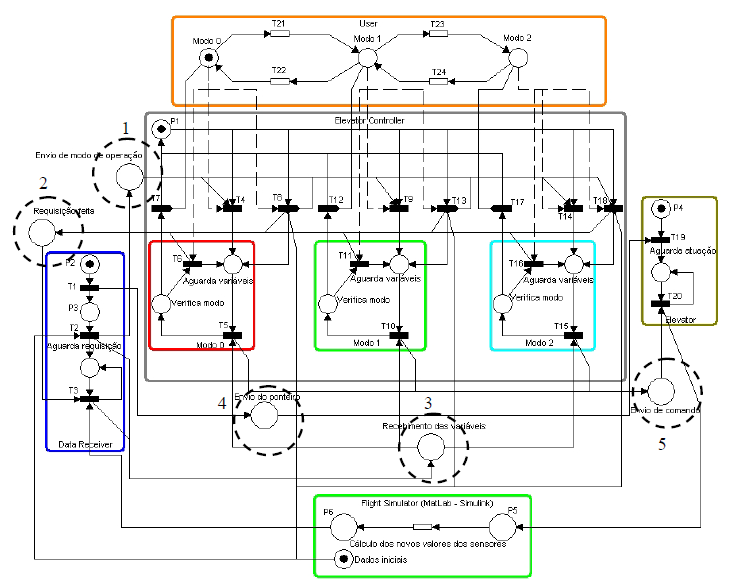 T21
User
T23
Modo 0
Modo 1
Modo 2
T22
T24
P1
Elevator Controller
1
Envio de modo de operação
2
T7
T4
T8
T12
T9
T13
T17
T14
T18
Requisição feita
P4
T19
Aguarda atuação
P2
T6
T11
T16
Aguarda variáveis
Aguarda variáveis
Aguarda variáveis
T1
P3
Verifica modo
Verifica modo
Verifica modo
T20
Elevator
T2
T5
T10
T15
Aguarda requisição
Modo 0
Modo 1
Modo 2
T3
4
Envio do ponteiro
3
Envio de comando
Recebimento das variáveis
5
Data Receiver
Flight Simulator (MatLab - Simulink)
P6
P5
Cálculo dos novos valores dos sensores
Dados iniciais